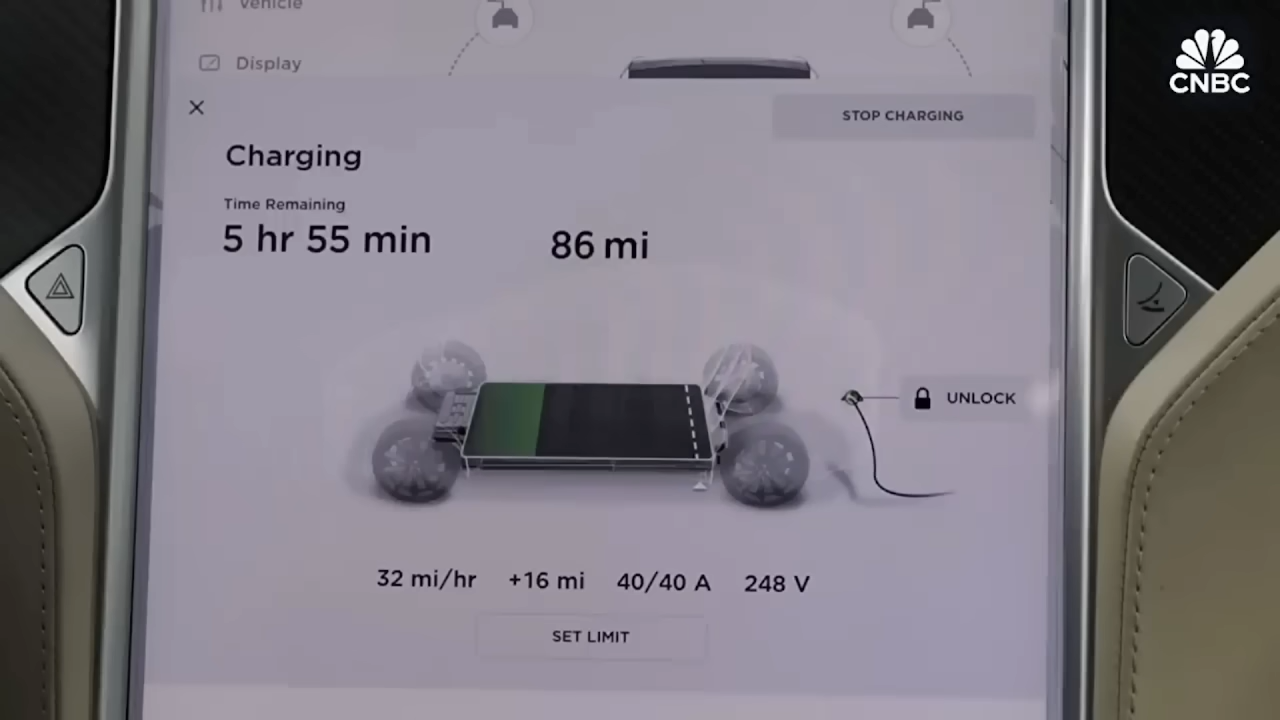 Vehicle
Display
CNBC
STOP CHARGING
Charging
Time Remaining
5 hr 55 min
86 mi
UNLOCK
32 mi/hr +16 mi 40/40 A 248 V
SET LIMIT